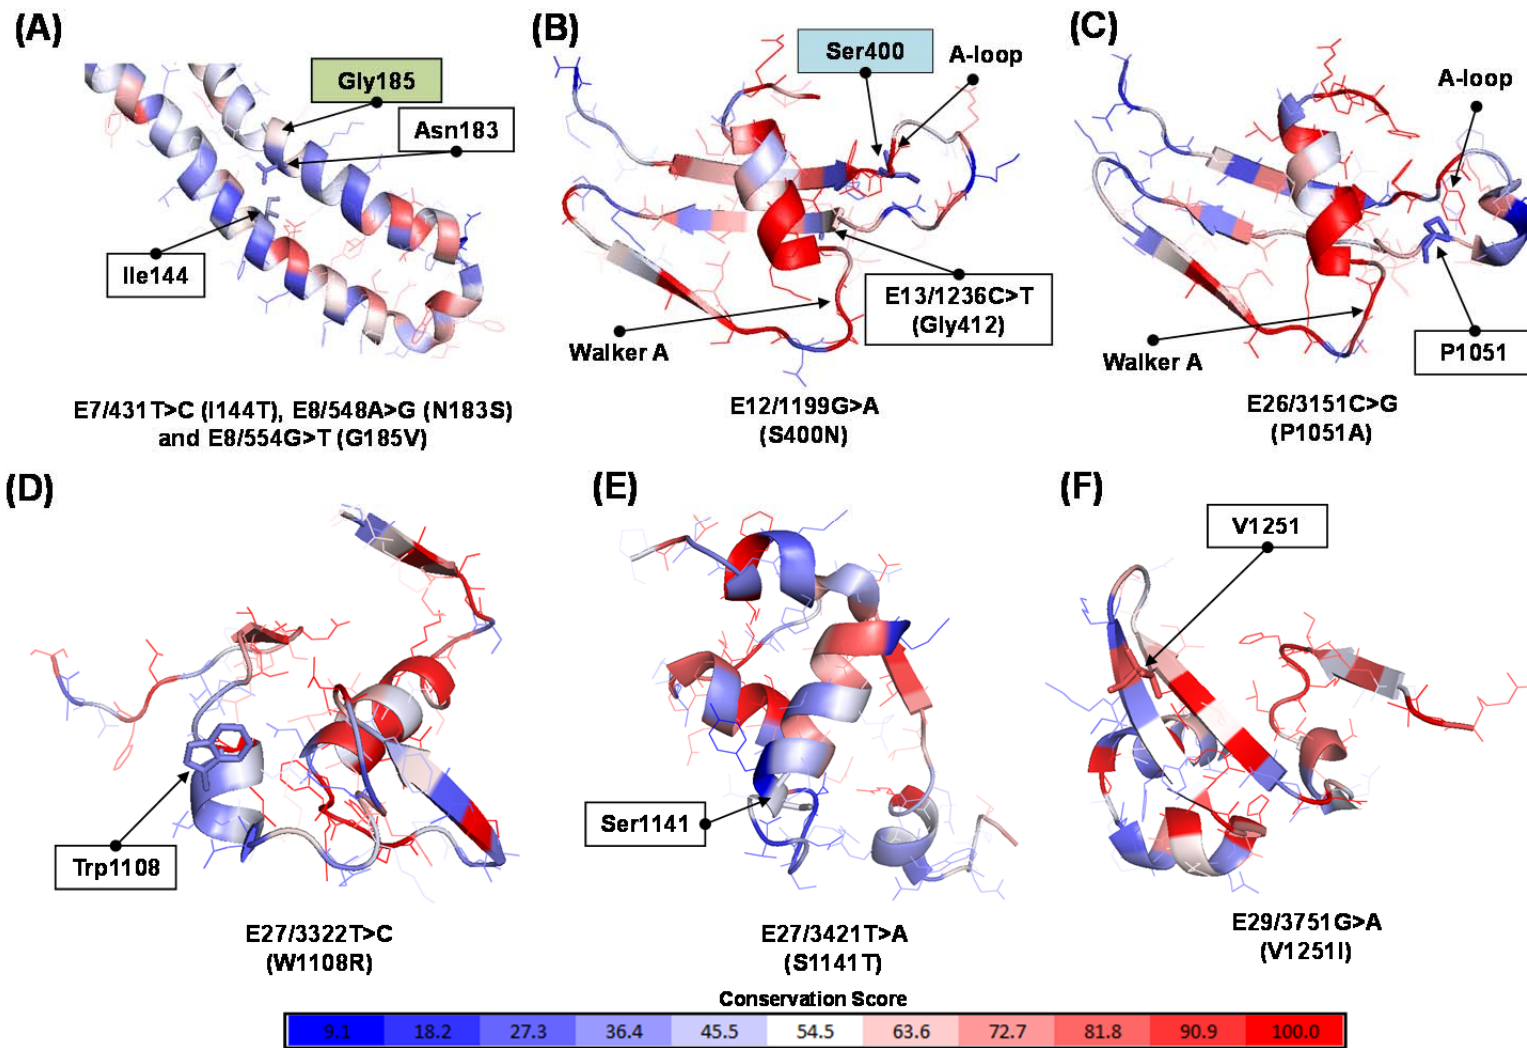 (A)
Gly185
Asn183
Ile144
E7/431T>C (I144T), E8/548A>G (N183S)
and E8/554G>T (G185V)
(B)
Ser400
A-loop
E13/1236C>T
(Gly412)
Walker A
E12/1199G>A
(S400N)
(C)
A-loop
Walker A
P1051
E26/3151C>G
(P1051A)
(D)
Trp1108
E27/3322T>C
(W1108R)
(E)
Ser1141
E27/3421T>A
(S1141T)
(F)
V1251
E29/3751G>A
(V1251I)
Conservation Score
9.1 18.2 27.3 36.4 45.5 54.5 63.6 72.7 81.8 90.9 100.0